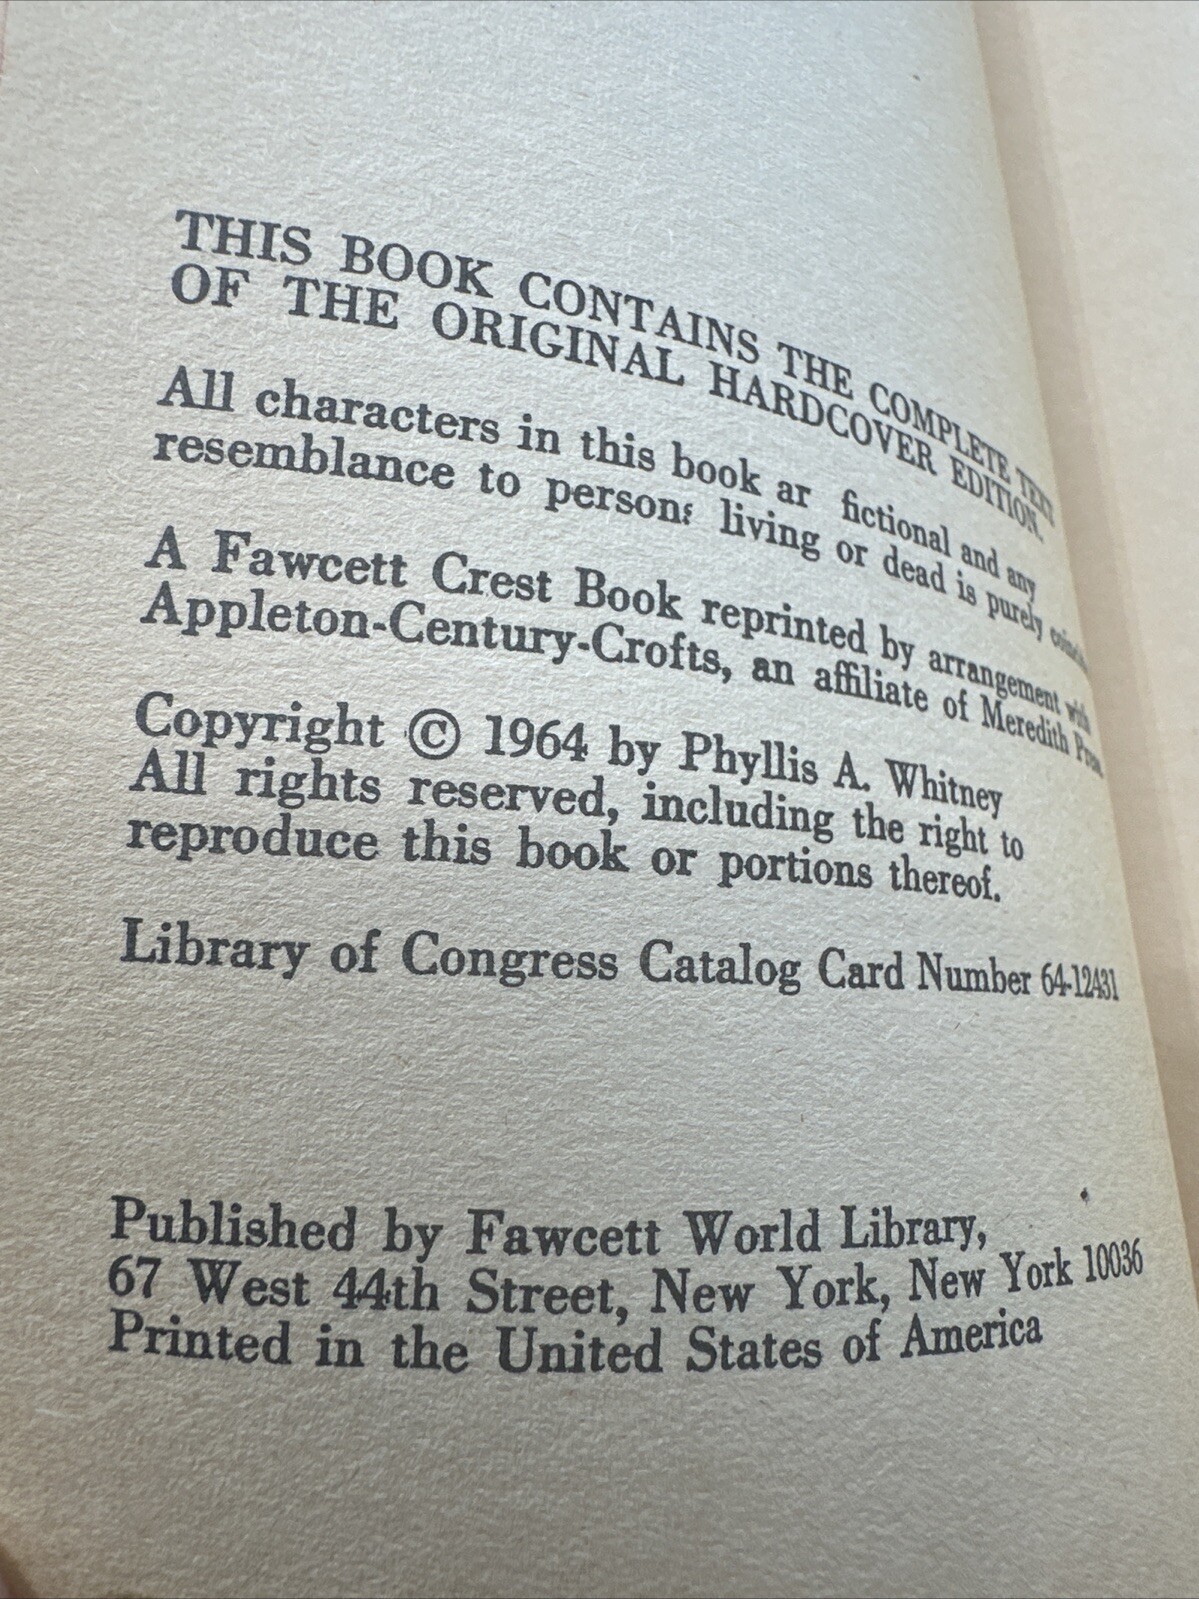 THIS BOOK CONTAINS THE COMPLETE TEXT
OF THE ORIGINAL HARDCOVER EDITION.
All characters in this book ar fictional and any
resemblance to persons living or dead is purely
A Fawcett Crest Book reprinted by arrangement with
Appleton-Century-Crofts, an affiliate of Meredith Press
Copyright © 1964 by Phyllis A. Whitney
All rights reserved, including the right to
reproduce this book or portions thereof.
Library of Congress Catalog Card Number 64-12431
Published by Fawcett World Library,
67 West 44th Street, New York, New York 10036
Printed in the United States of America